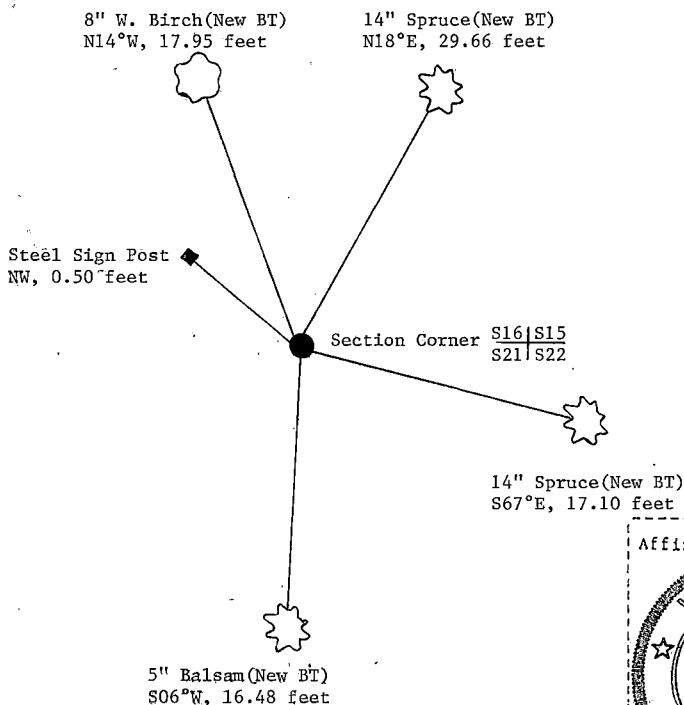 8" W. Birch(New BT)
N14°W, 17.95 feet
14" Spruce(New BT)
N18°E, 29.66 feet
Steel Sign Post
NW, 0.50 feet
Section Corner
S16|S15
S21|S22
14" Spruce(New BT)
S67°E, 17.10 feet
5" Balsam(New BT)
S06°W, 16.48 feet